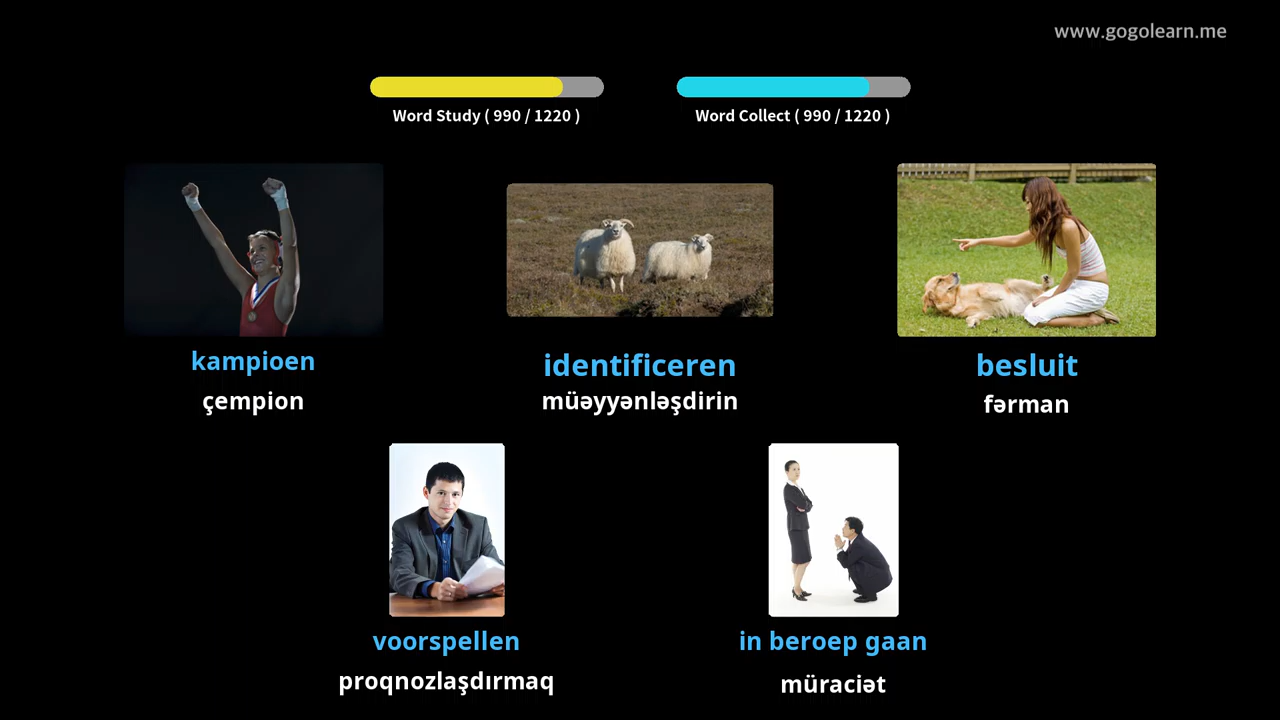 www.gogolearn.me
Word Study ( 990 / 1220 )
Word Collect ( 990 / 1220 )
kampioen
çempion
identificeren
müəyyənləşdirin
besluit
fərman
voorspellen
proqnozlaşdırmaq
in beroep gaan
müraciət